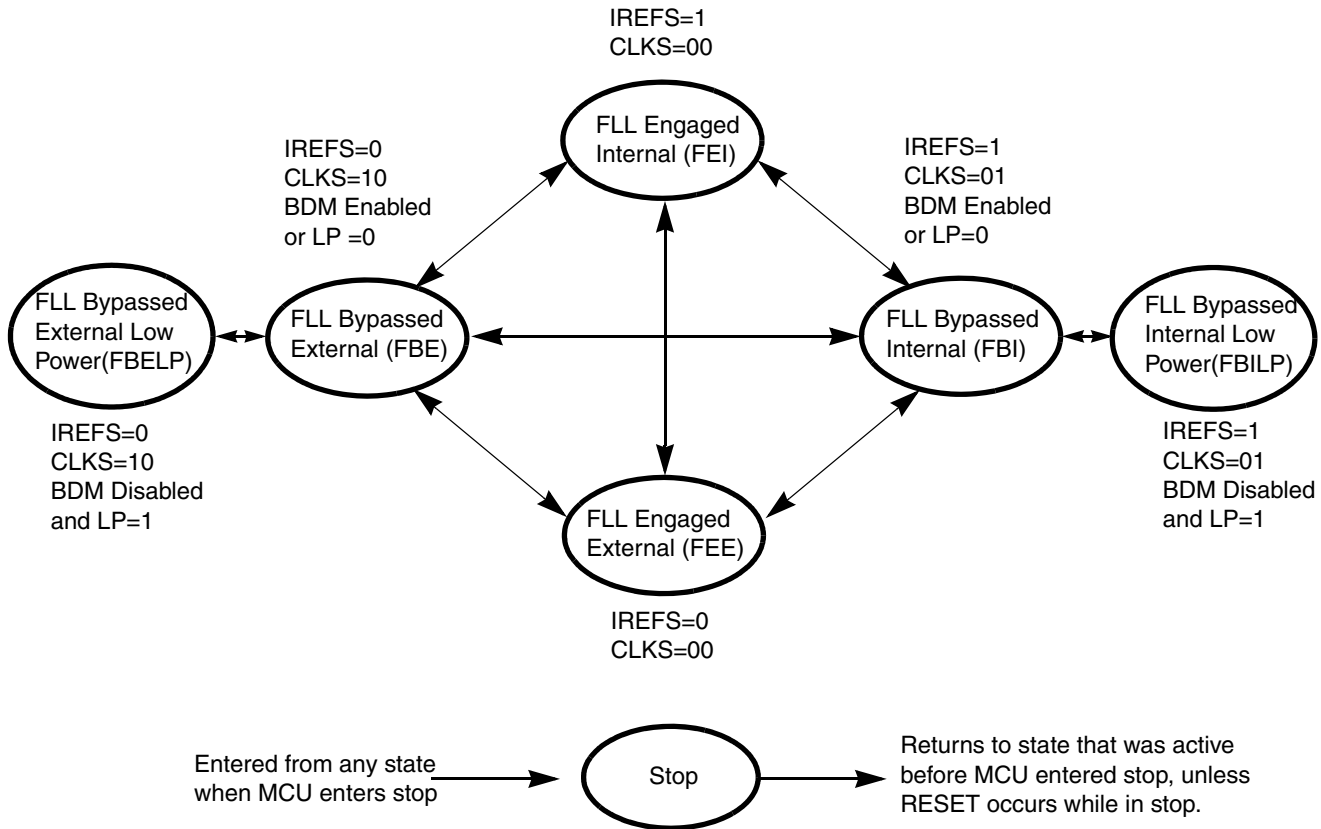 IREFS=1
CLKS=00
FLL Engaged
Internal (FEI)
IREFS=0
CLKS=10
BDM Enabled
or LP =0
IREFS=1
CLKS=01
BDM Enabled
or LP=0
FLL Bypassed
External Low
Power(FBELP)
FLL Bypassed
External (FBE)
FLL Bypassed
Internal (FBI)
FLL Bypassed
Internal Low
Power(FBILP)
IREFS=0
CLKS=10
BDM Disabled
and LP=1
IREFS=1
CLKS=01
BDM Disabled
and LP=1
FLL Engaged
External (FEE)
IREFS=0
CLKS=00
Entered from any state
when MCU enters stop
Stop
Returns to state that was active
before MCU entered stop, unless
RESET occurs while in stop.